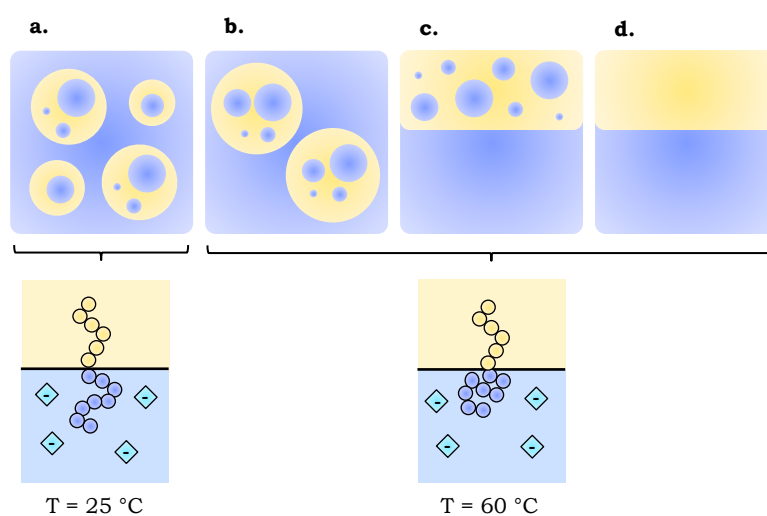 a. b. c. d.
- - - -
- - - -
T = 25 °C T = 60 °C